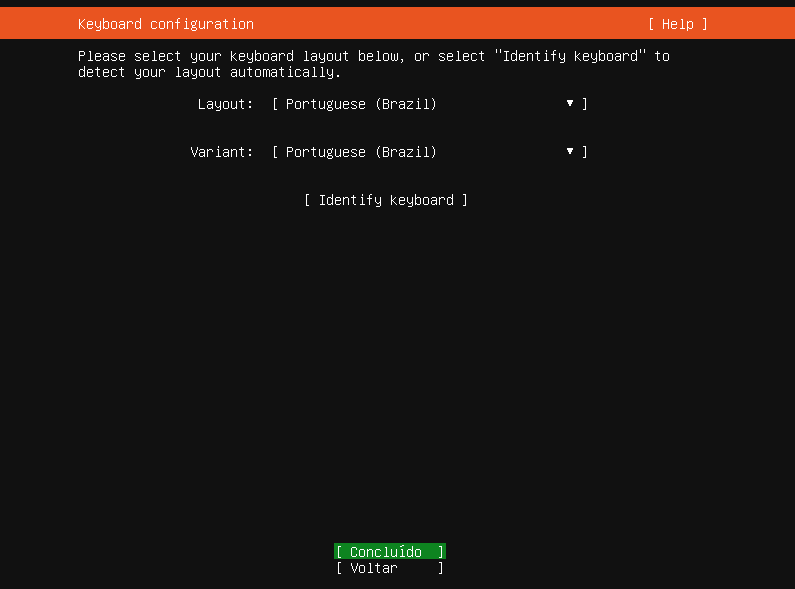 Keyboard configuration [ Help ]
Please select your keyboard layout below, or select "Identify keyboard" to
detect your layout automatically.
Layout: [ Portuguese (Brazil) ▾ ]
Variant: [ Portuguese (Brazil) ▾ ]
[ Identify keyboard ]
[ Concluído ]
[ Voltar ]